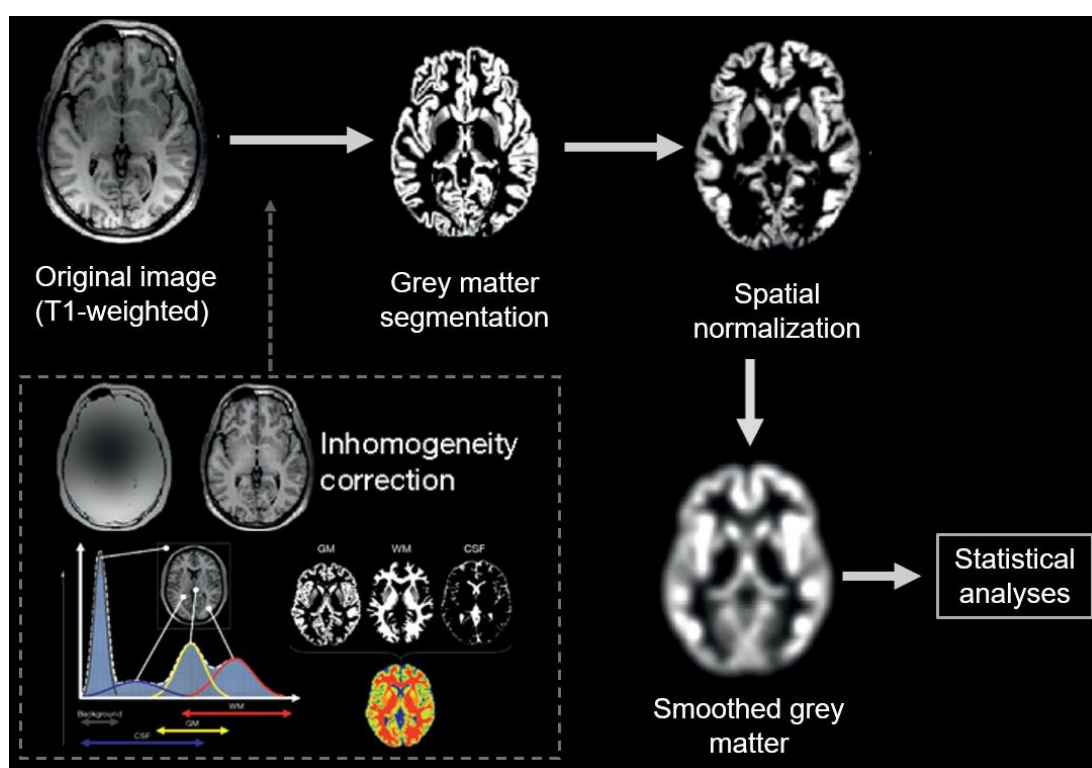 Original image
(T1-weighted)
Grey matter
segmentation
Spatial
normalization
Inhomogeneity
correction
GM
WM
CSF
Background
WM
GM
CSF
Smoothed grey
matter
Statistical
analyses